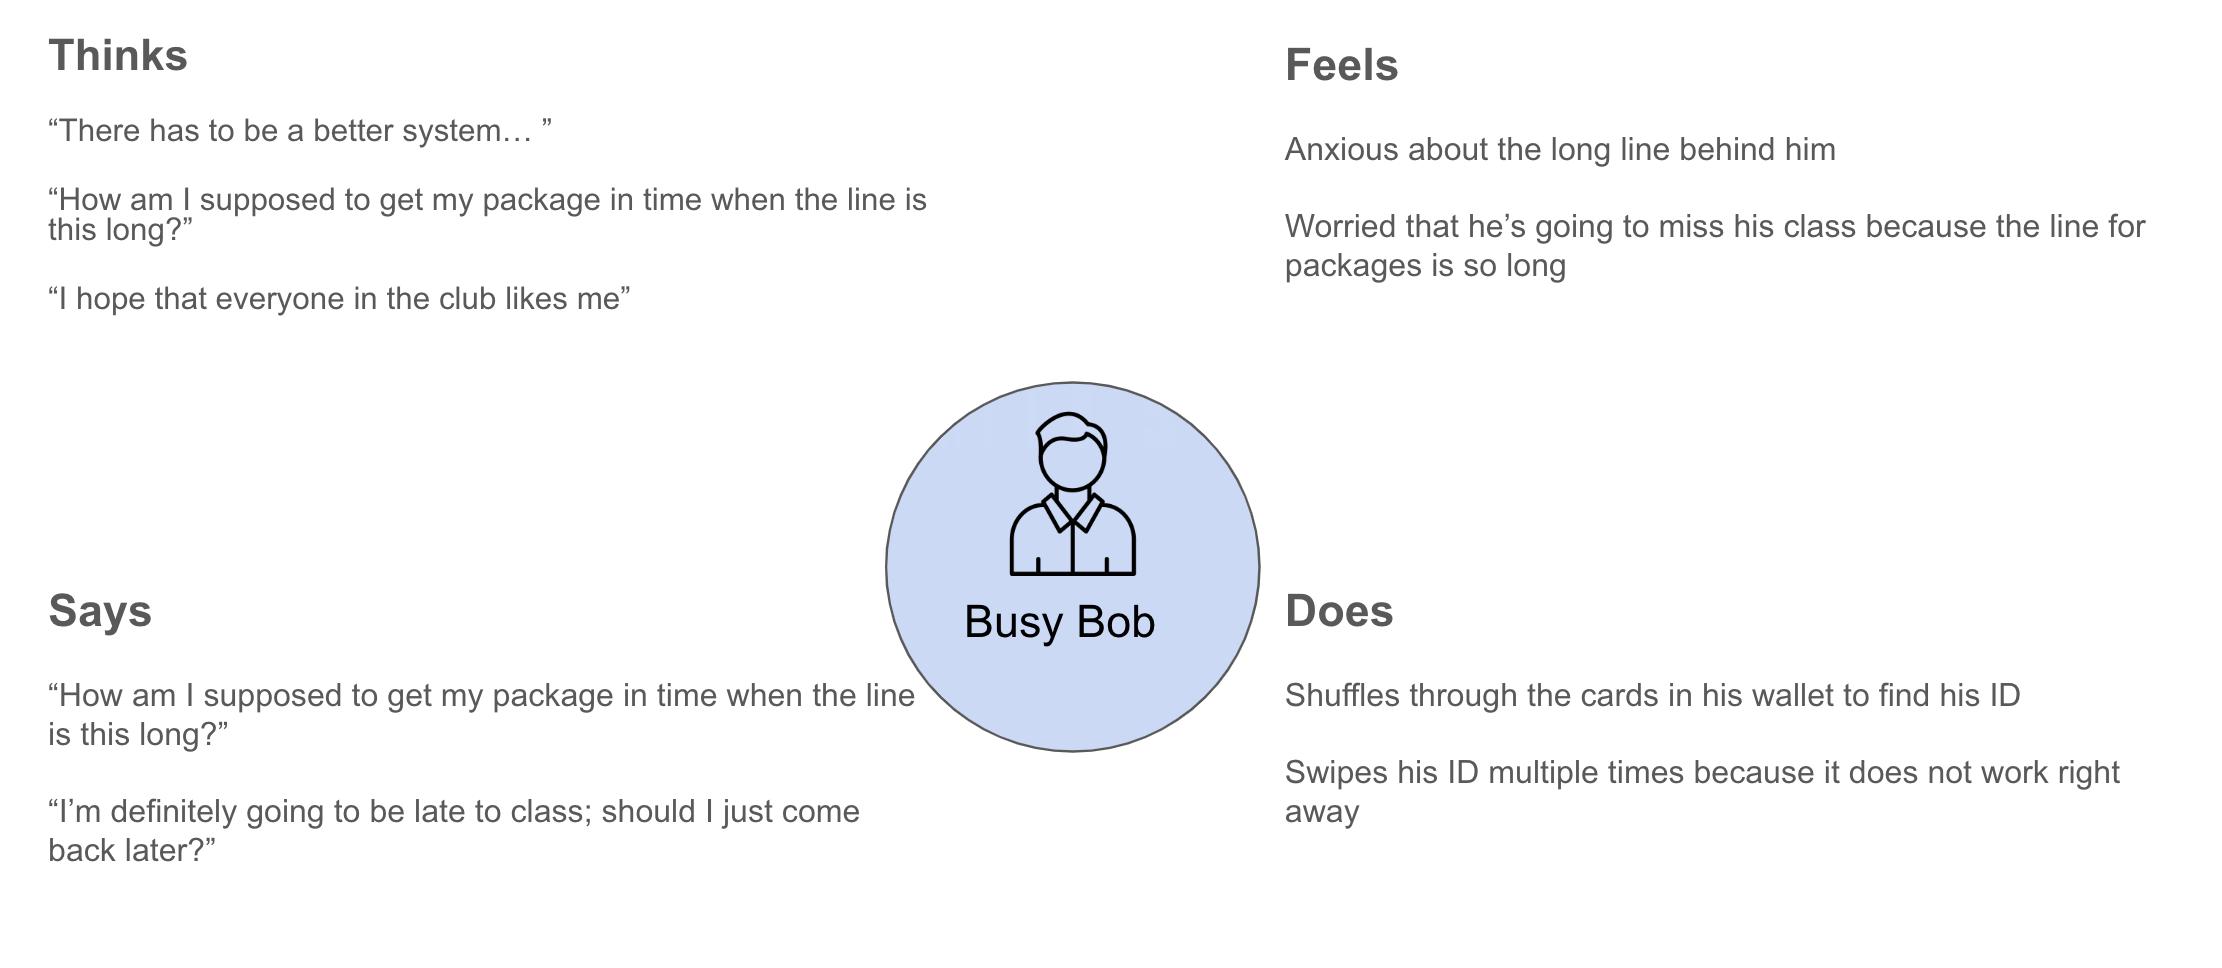 Thinks
“There has to be a better system… ”
“How am I supposed to get my package in time when the line is
this long?”
“I hope that everyone in the club likes me”
Feels
Anxious about the long line behind him
Worried that he’s going to miss his class because the line for
packages is so long
Busy Bob
Says
“How am I supposed to get my package in time when the line
is this long?”
“I’m definitely going to be late to class; should I just come
back later?”
Does
Shuffles through the cards in his wallet to find his ID
Swipes his ID multiple times because it does not work right
away